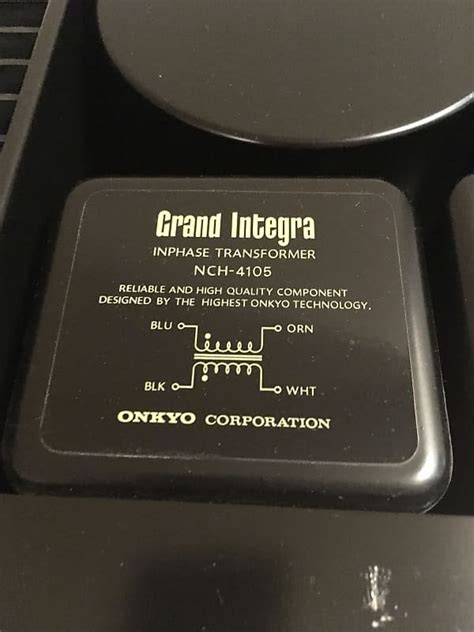 Grand Integra
INPHASE TRANSFORMER
NCH-4105
RELIABLE AND HIGH QUALITY COMPONENT
DESIGNED BY THE HIGHEST ONKYO TECHNOLOGY.
BLU ORN
BLK WHT
ONKYO CORPORATION